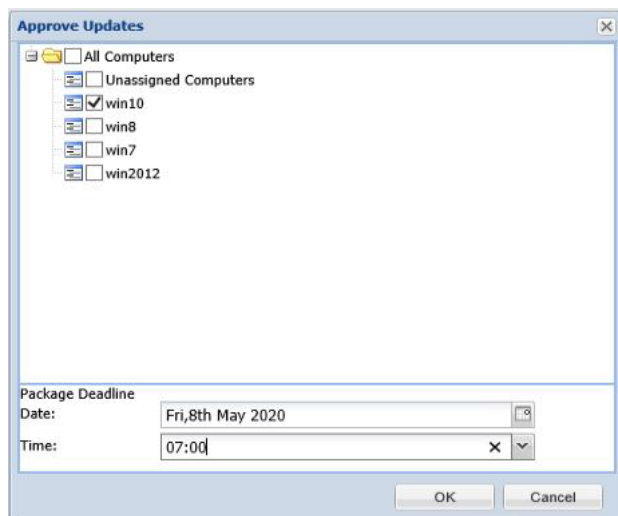 Approve Updates
All Computers
Unassigned Computers
win10
win8
win7
win2012
Package Deadline
Date: Fri,8th May 2020
Time: 07:00
OK Cancel